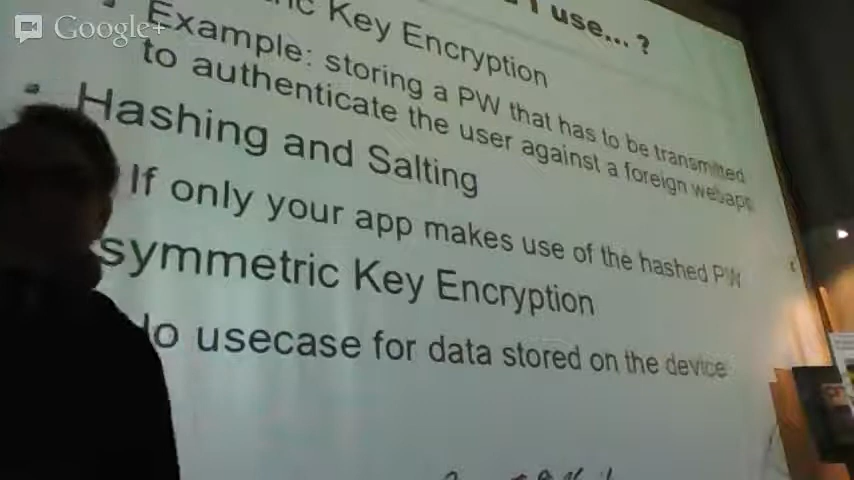 Google+
I use... ?
Key Encryption
Example: storing a PW that has to be transmitted
to authenticate the user against a foreign webapp
Hashing and Salting
If only your app makes use of the hashed PW
symmetric Key Encryption
usecase for data stored on the device